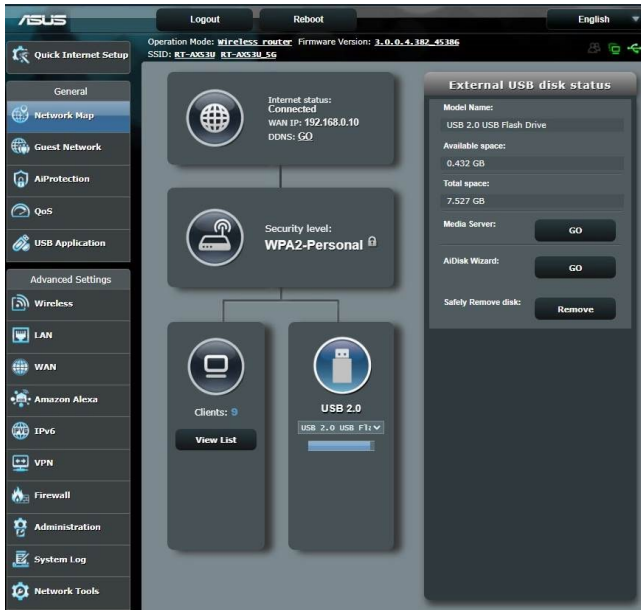 ASUS
Logout
Reboot
English
Quick Internet Setup
Operation Mode: Wireless router Firmware Version: 3.0.0.4.382_45386
SSID: RT-AX53U RT-AX53U_5G
General
Network Map
Guest Network
AiProtection
QoS
USB Application
Advanced Settings
Wireless
LAN
WAN
Amazon Alexa
IPv6
VPN
Firewall
Administration
System Log
Network Tools
Internet status:
Connected
WAN IP: 192.168.0.10
DDNS: GO
Security level:
WPA2-Personal
Clients: 9
View List
USB 2.0
USB 2.0 USB Fl
External USB disk status
Model Name:
USB 2.0 USB Flash Drive
Available space:
0.432 GB
Total space:
7.527 GB
Media Server:
GO
AiDisk Wizard:
GO
Safely Remove disk:
Remove